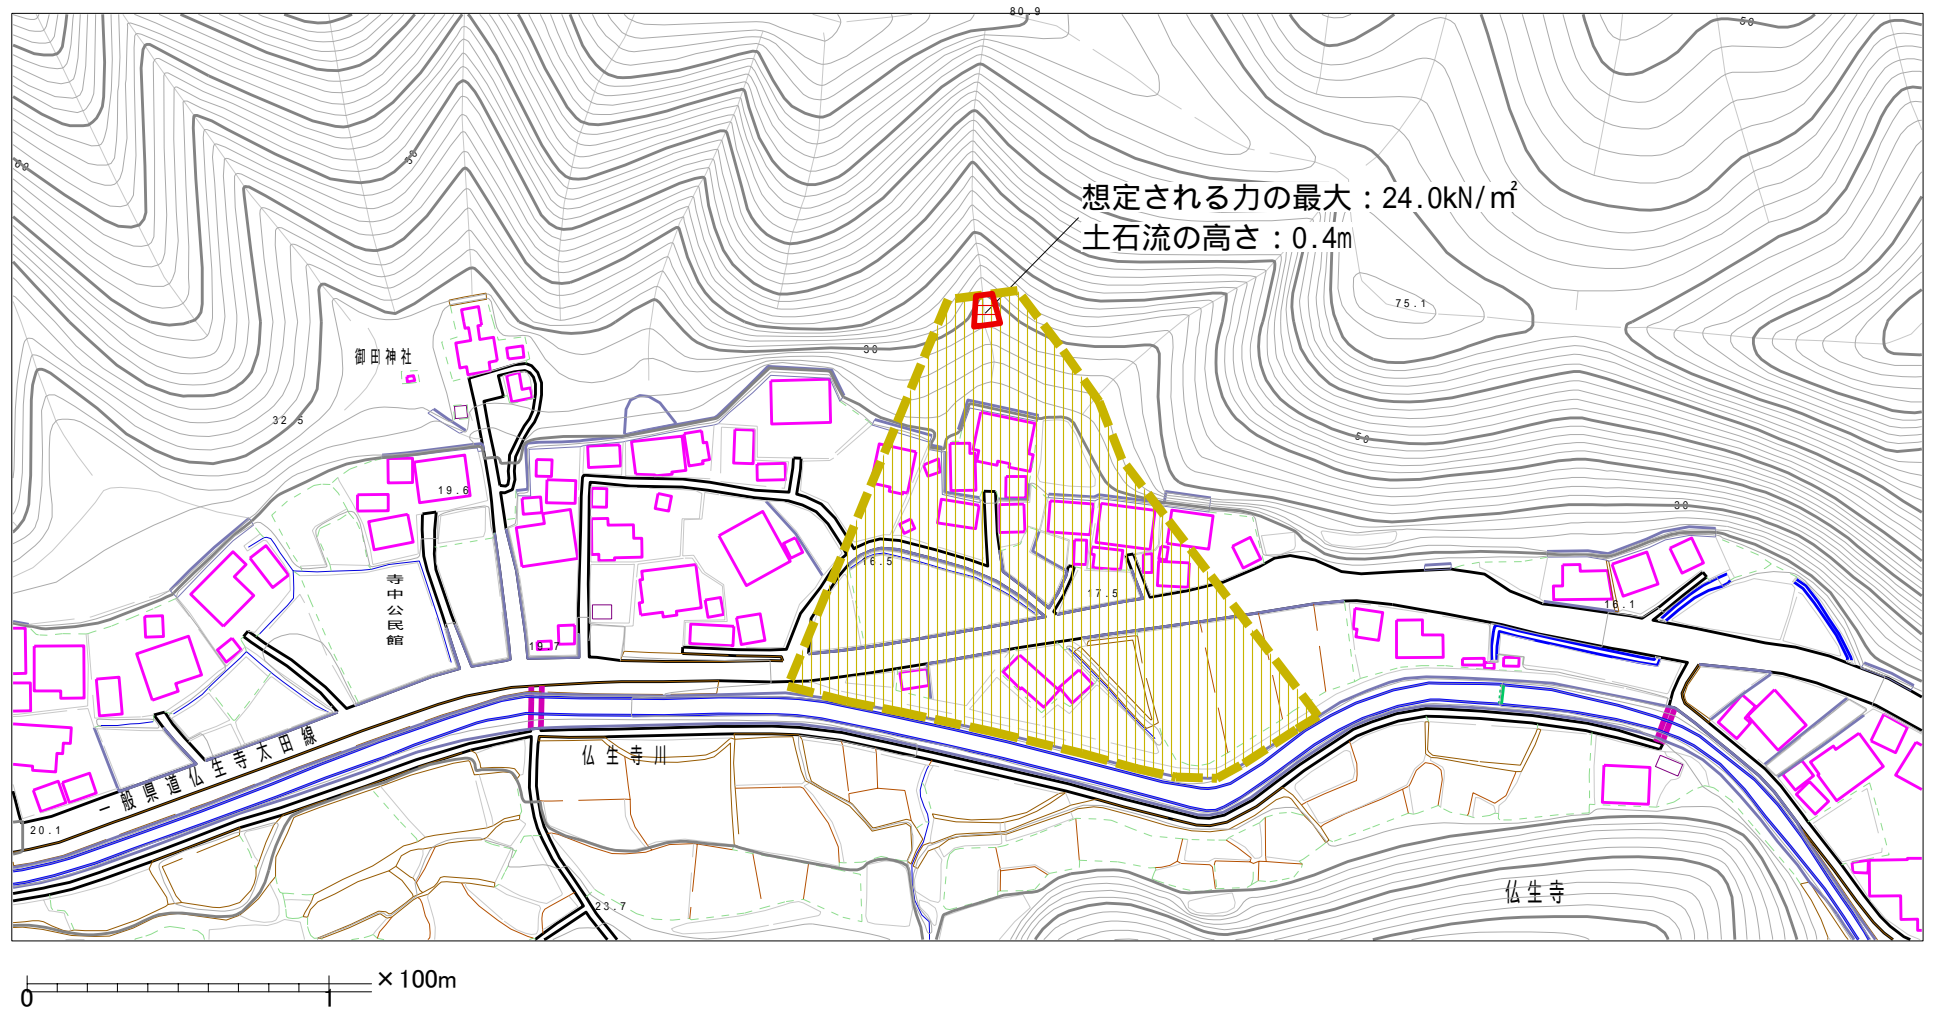 80.9
50
60
50
想定される力の最大：24.0kN/㎡
土石流の高さ：0.4m
75.1
御田神社
30
32.5
50
19.6
30
16.5
寺中公民館
17.5
16.1
19.7
一般県道仏生寺太田線
仏生寺川
20.1
仏生寺
23.7
×100m
0 1